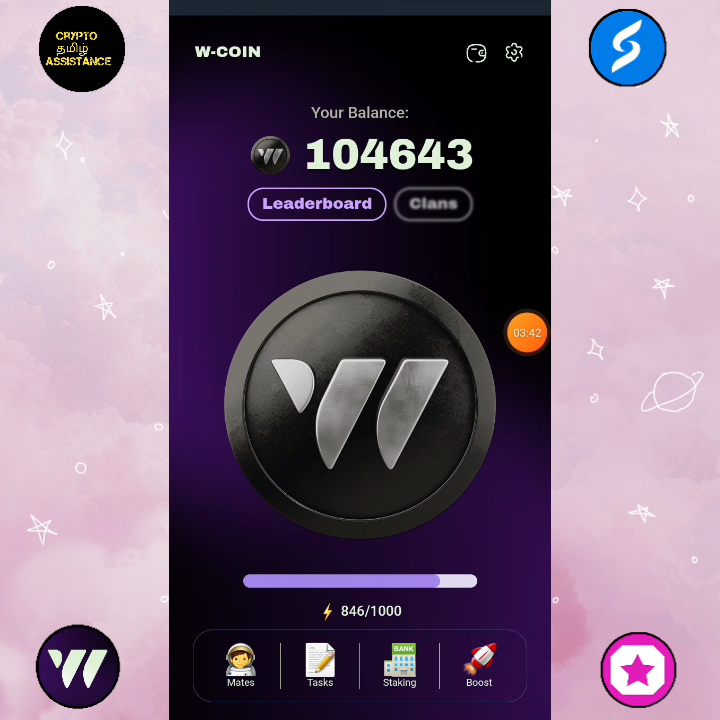 CRYPTO
தமிழ்
ASSISTANCE
W-COIN
Your Balance:
104643
Leaderboard
Clans
03:42
846/1000
BANK
Mates
Tasks
Staking
Boost